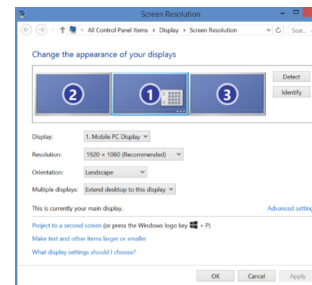 Screen Resolution
« All Control Panel Items › Display › Screen Resolution
Change the appearance of your displays
2 1 3
Detect
Identify
Display: 1. Mobile PC Display
Resolution: 1920 × 1080 (Recommended)
Orientation: Landscape
Multiple displays: Extend desktop to this display
This is currently your main display.
Advanced setting
Project to a second screen (or press the Windows logo key + P)
Make text and other items larger or smaller
What display settings should I choose?
OK Cancel Apply